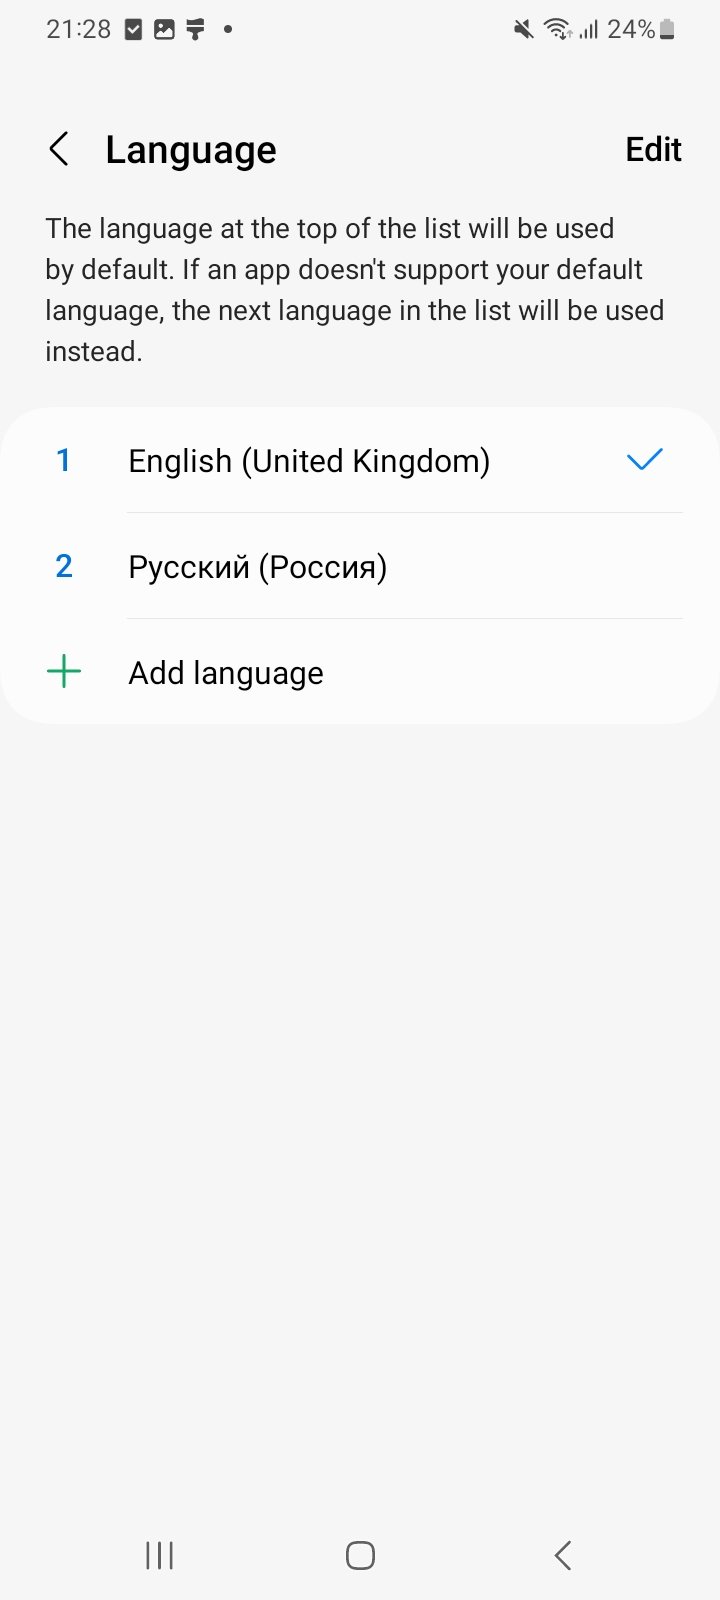 21:28
24%
Language
Edit
The language at the top of the list will be used
by default. If an app doesn't support your default
language, the next language in the list will be used
instead.
1 English (United Kingdom)
2 Русский (Россия)
Add language